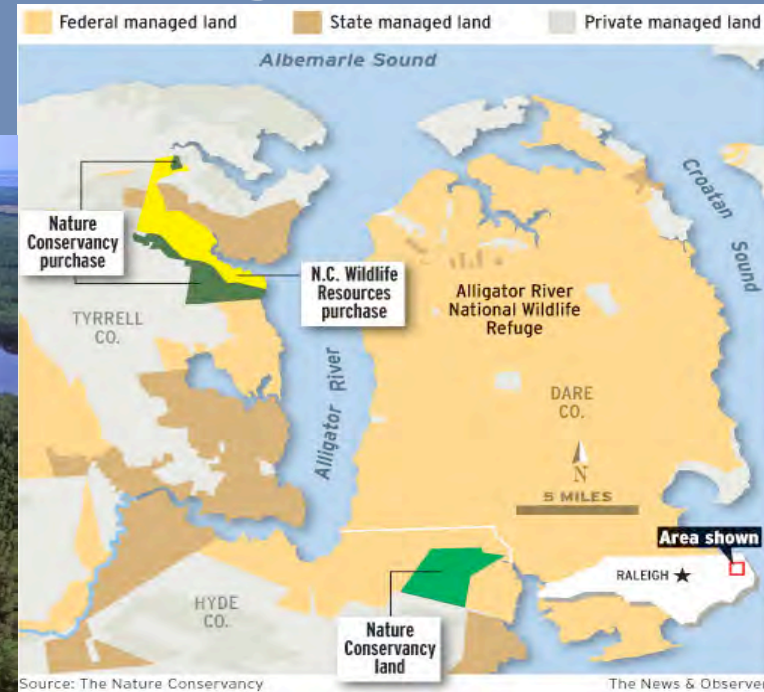 Federal managed land
State managed land
Private managed land
Albemarle Sound
Croatan
Sound
Nature
Conservancy
purchase
N.C. Wildlife
Resources
purchase
Alligator River
National Wildlife
Refuge
TYRRELL
CO.
Alligator River
DARE
CO.
N
5 MILES
Area shown
RALEIGH
HYDE
CO.
Nature
Conservancy
land
Source: The Nature Conservancy
The News & Observer